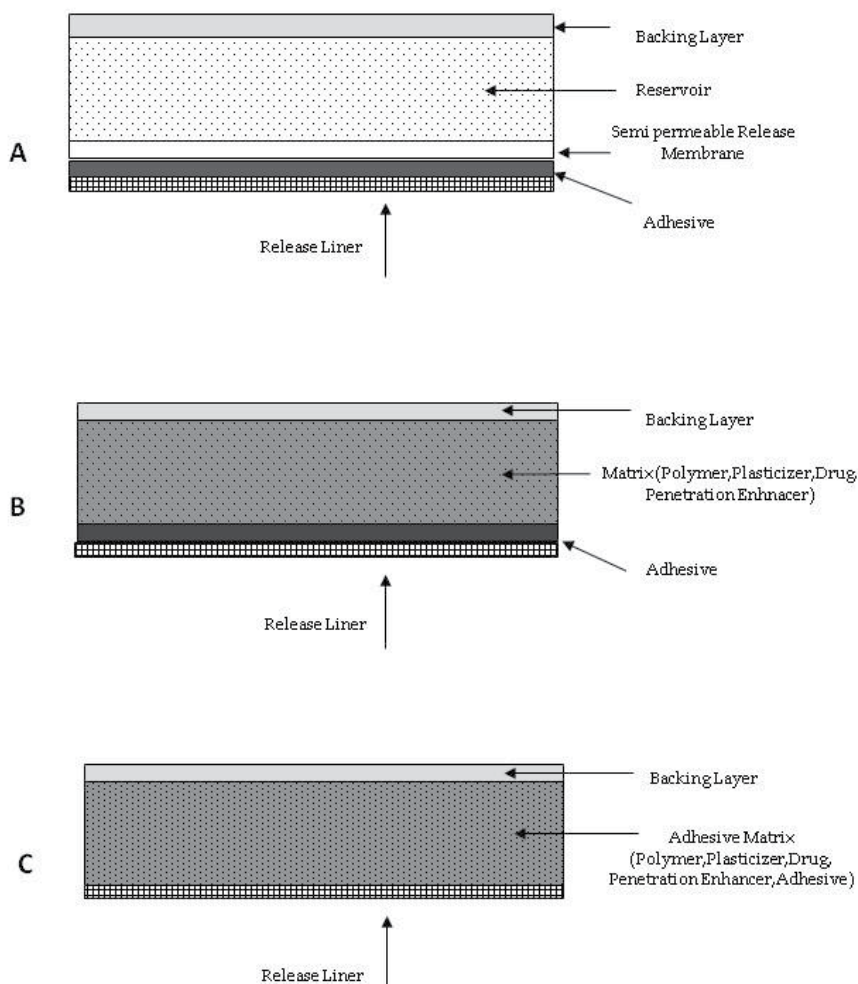 Backing Layer
Reservoir
Semi permeable Release
Membrane
A
Adhesive
Release Liner
Backing Layer
Matrix(Polymer,Plasticizer,Drug,
Penetration Enhnacer)
B
Adhesive
Release Liner
Backing Layer
Adhesive Matrix
(Polymer,Plasticizer,Drug,
Penetration Enhancer,Adhesive)
C
Release Liner